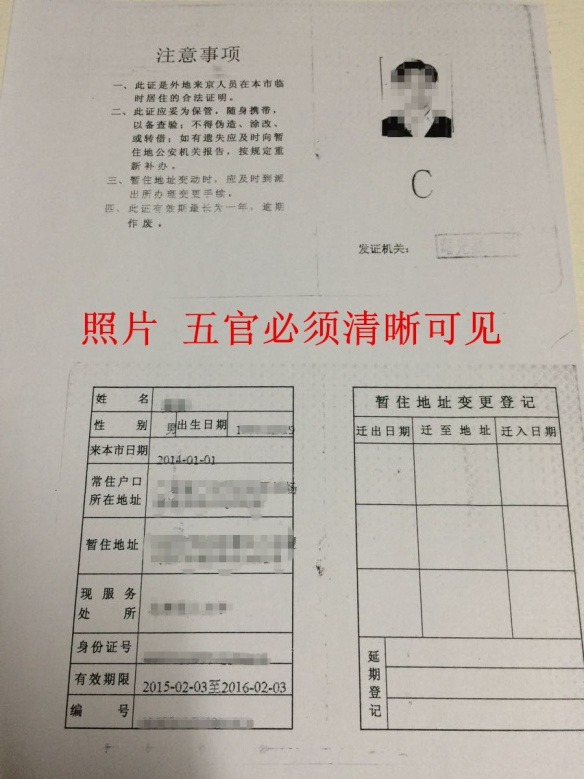 注意事项
一、此证是外地来京人员在本市临
时居住的合法证明。
二、此证应妥为保管，随身携带，
以备查验；不得伪造、涂改、
或转借；如有遗失应及时向暂
住地公安机关报告，按规定重
新补办。
三、暂住地址变动时，应及时到派
出所办理变更手续。
四、此证有效期最长为一年，逾期
作废。
C
发证机关：
照片 五官必须清晰可见
姓 名
性 别 男 出生日期
来本市日期 2014-01-01
常住户口
所在地址
暂住地址
现 服 务
处 所
身份证号
有效期限 2015-02-03至2016-02-03
编 号
暂住地址变更登记
迁出日期 迁至地址 迁入日期
延期登记